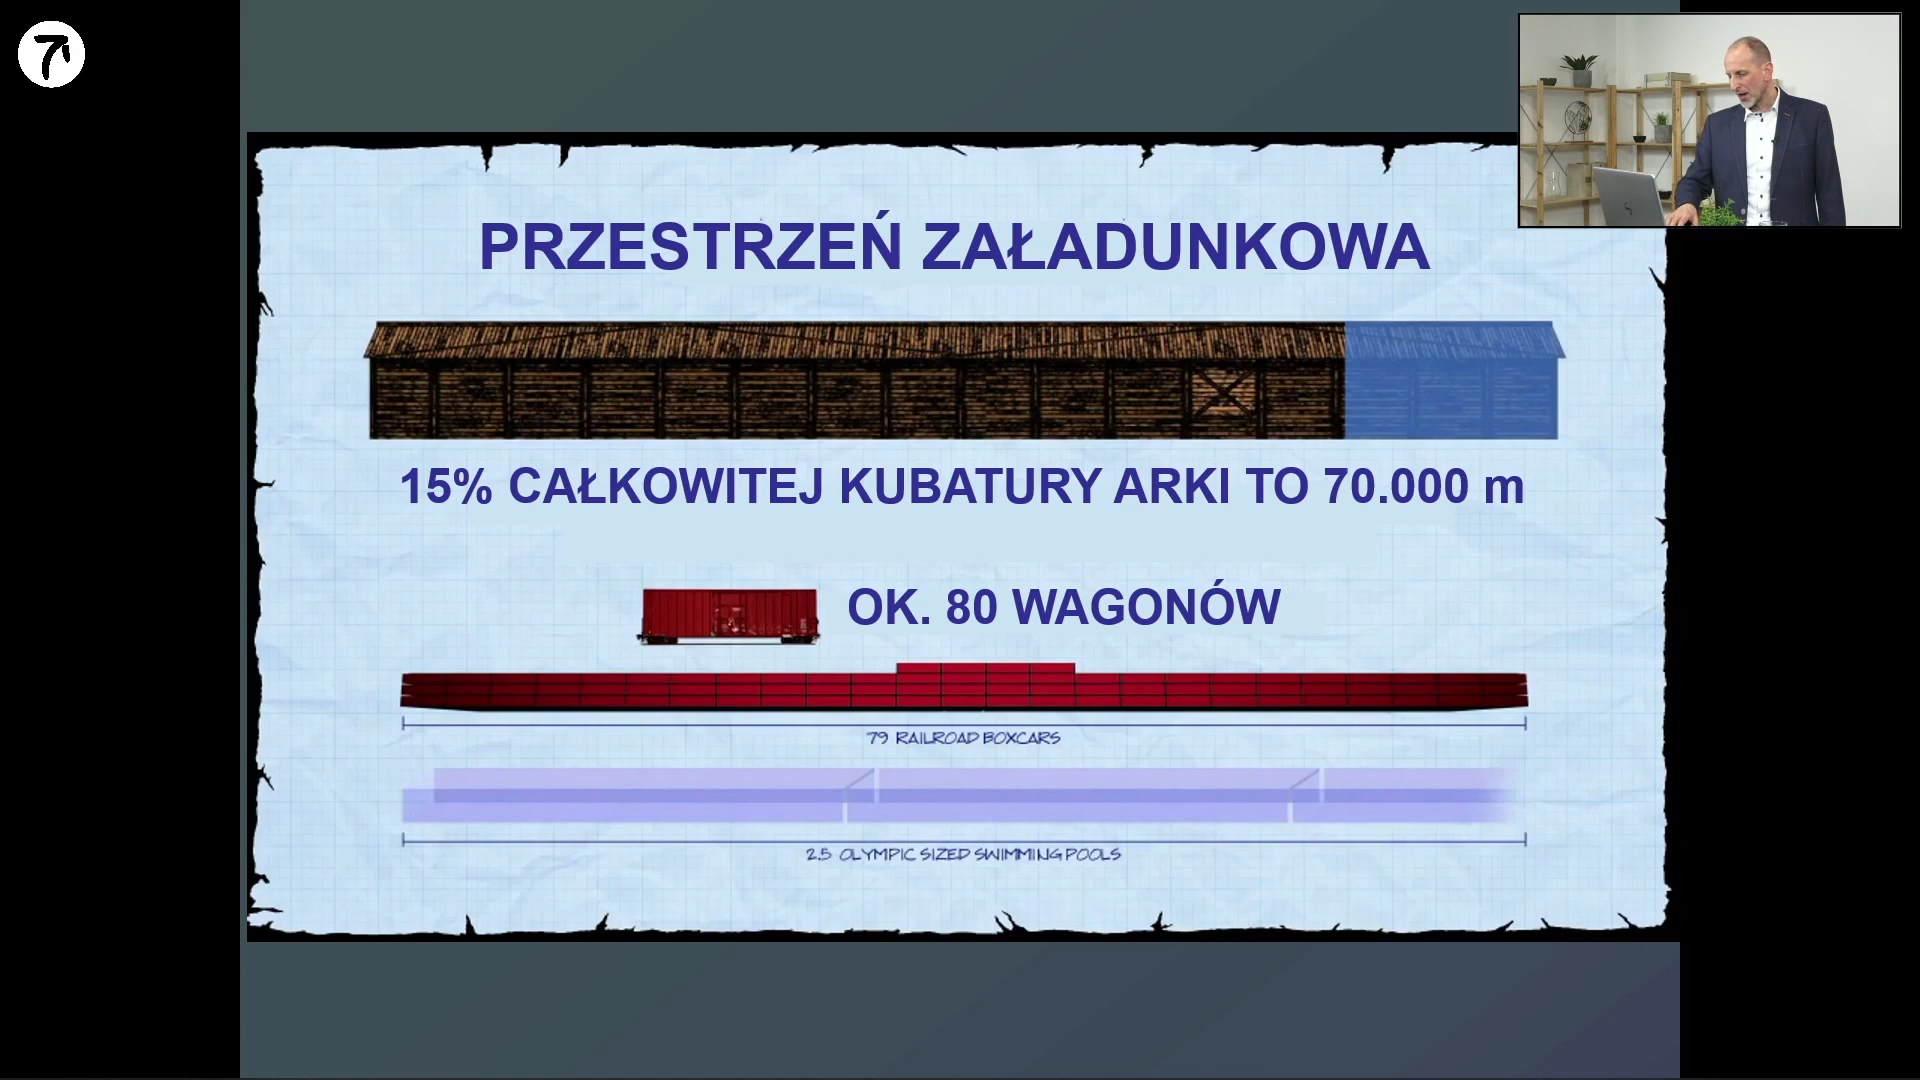 PRZESTRZEŃ ZAŁADUNKOWA
15% CAŁKOWITEJ KUBATURY ARKI TO 70.000 m
OK. 80 WAGONÓW
79 RAILROAD BOXCARS
2.5 OLYMPIC SIZED SWIMMING POOLS